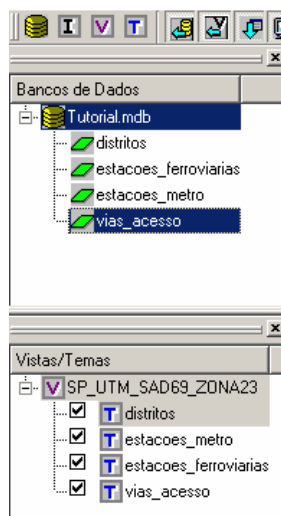 I V T
Bancos de Dados
Tutorial.mdb
distritos
estacoes_ferroviarias
estacoes_metro
vias_acesso
Vistas/Temas
V SP_UTM_SAD69_ZONA23
T distritos
T estacoes_metro
T estacoes_ferroviarias
T vias_acesso